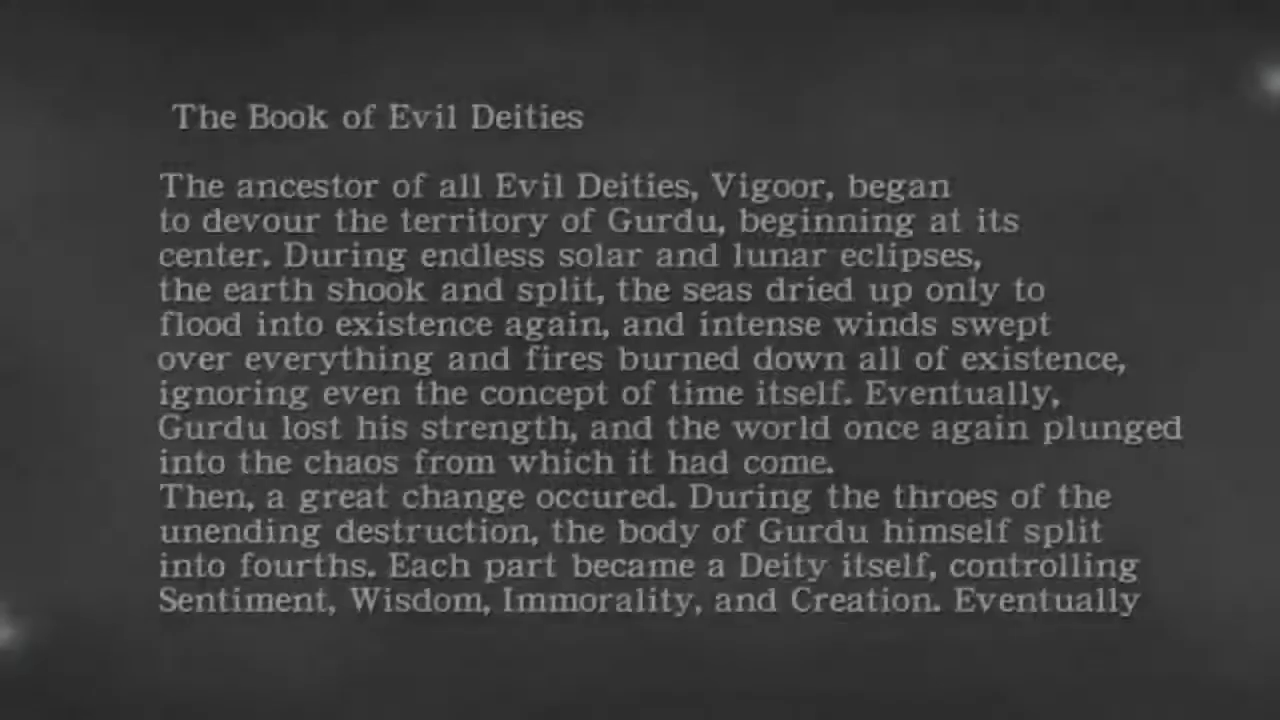 The Book of Evil Deities
The ancestor of all Evil Deities, Vigoor, began
to devour the territory of Gurdu, beginning at its
center. During endless solar and lunar eclipses,
the earth shook and split, the seas dried up only to
flood into existence again, and intense winds swept
over everything and fires burned down all of existence,
ignoring even the concept of time itself. Eventually,
Gurdu lost his strength, and the world once again plunged
into the chaos from which it had come.
Then, a great change occured. During the throes of the
unending destruction, the body of Gurdu himself split
into fourths. Each part became a Deity itself, controlling
Sentiment, Wisdom, Immorality, and Creation. Eventually